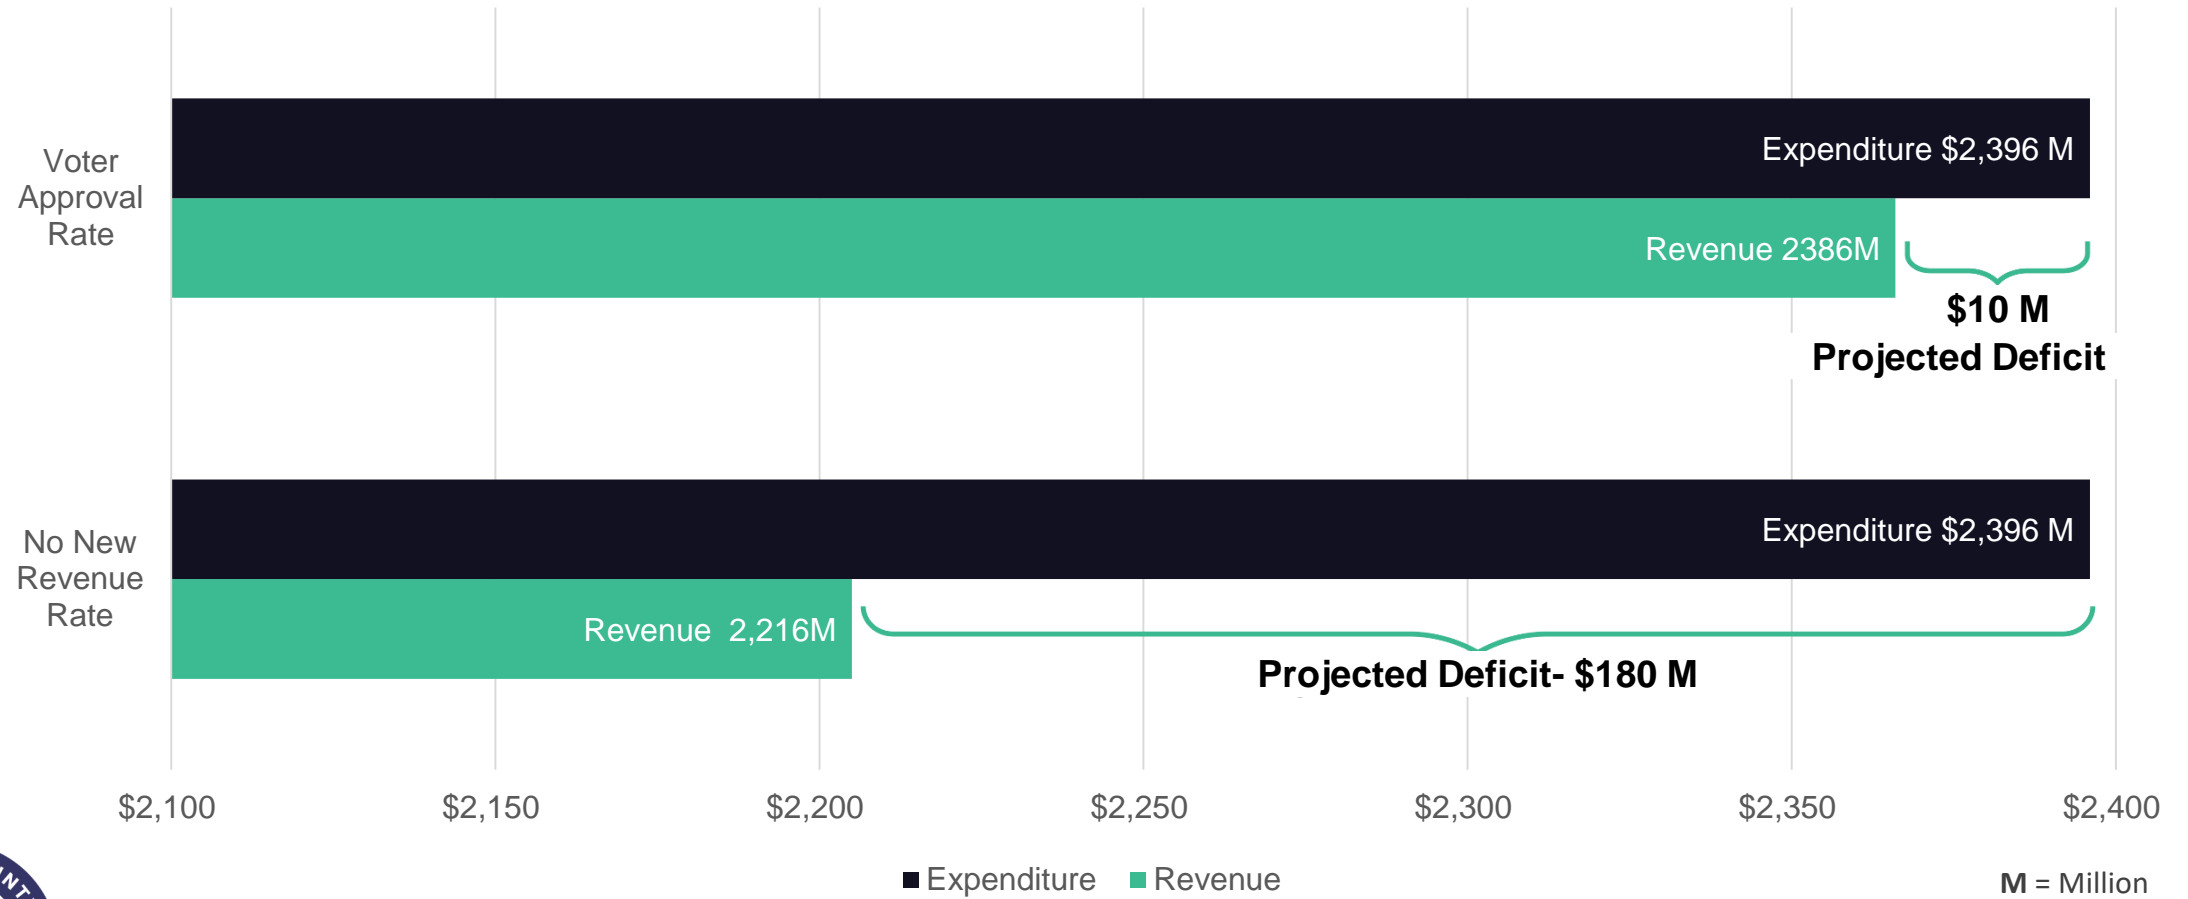 Voter
Approval
Rate
Expenditure $2,396 M
Revenue 2386M
$10 M
Projected Deficit
No New
Revenue
Rate
Expenditure $2,396 M
Revenue 2,216M
Projected Deficit- $180 M
$2,100 $2,150 $2,200 $2,250 $2,300 $2,350 $2,400
Expenditure Revenue
M = Million